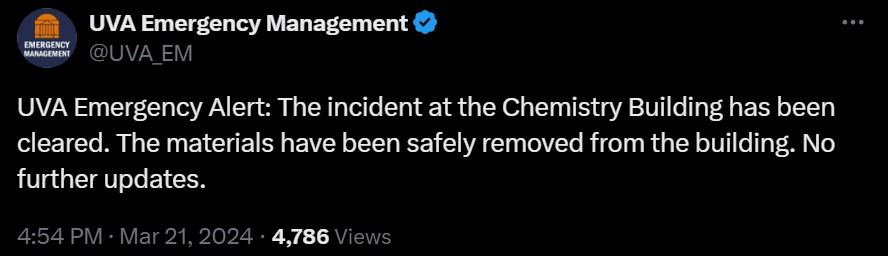 UVA Emergency Management
EMERGENCY
MANAGEMENT
@UVA_EM
UVA Emergency Alert: The incident at the Chemistry Building has been
cleared. The materials have been safely removed from the building. No
further updates.
4:54 PM · Mar 21, 2024 · 4,786 Views